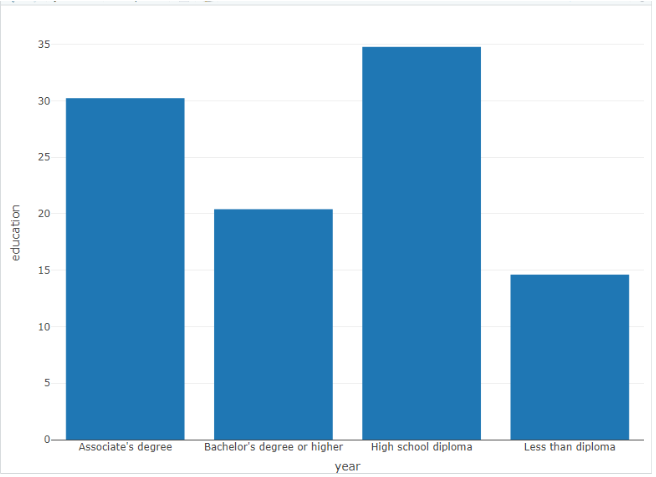 35
30
25
20
15
10
5
0
education
Associate's degree
Bachelor's degree or higher
High school diploma
Less than diploma
year